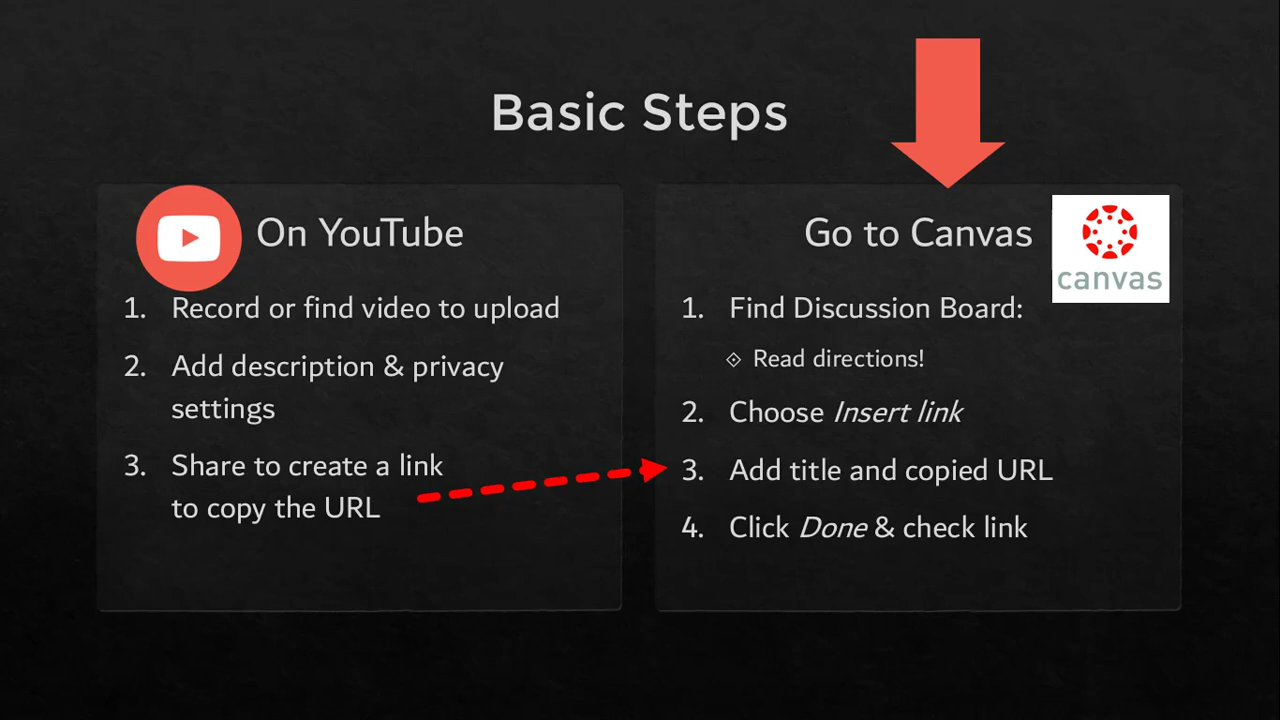 Basic Steps
On YouTube
1. Record or find video to upload
2. Add description & privacy
settings
3. Share to create a link
to copy the URL
Go to Canvas
canvas
1. Find Discussion Board:
Read directions!
2. Choose Insert link
3. Add title and copied URL
4. Click Done & check link